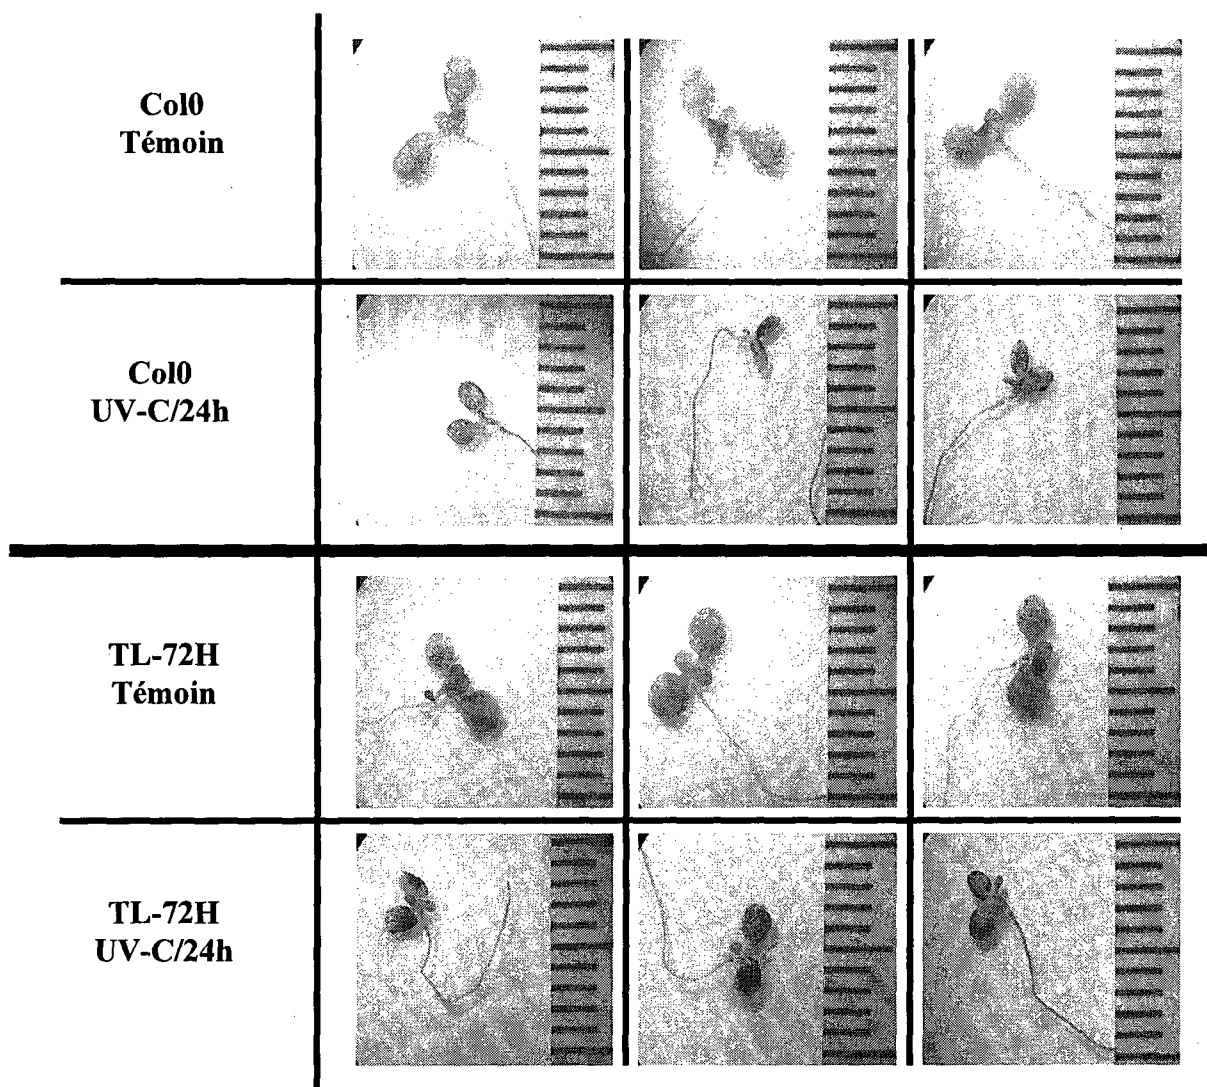 Col0
Témoin
Col0
UV-C/24h
TL-72H
Témoin
TL-72H
UV-C/24h